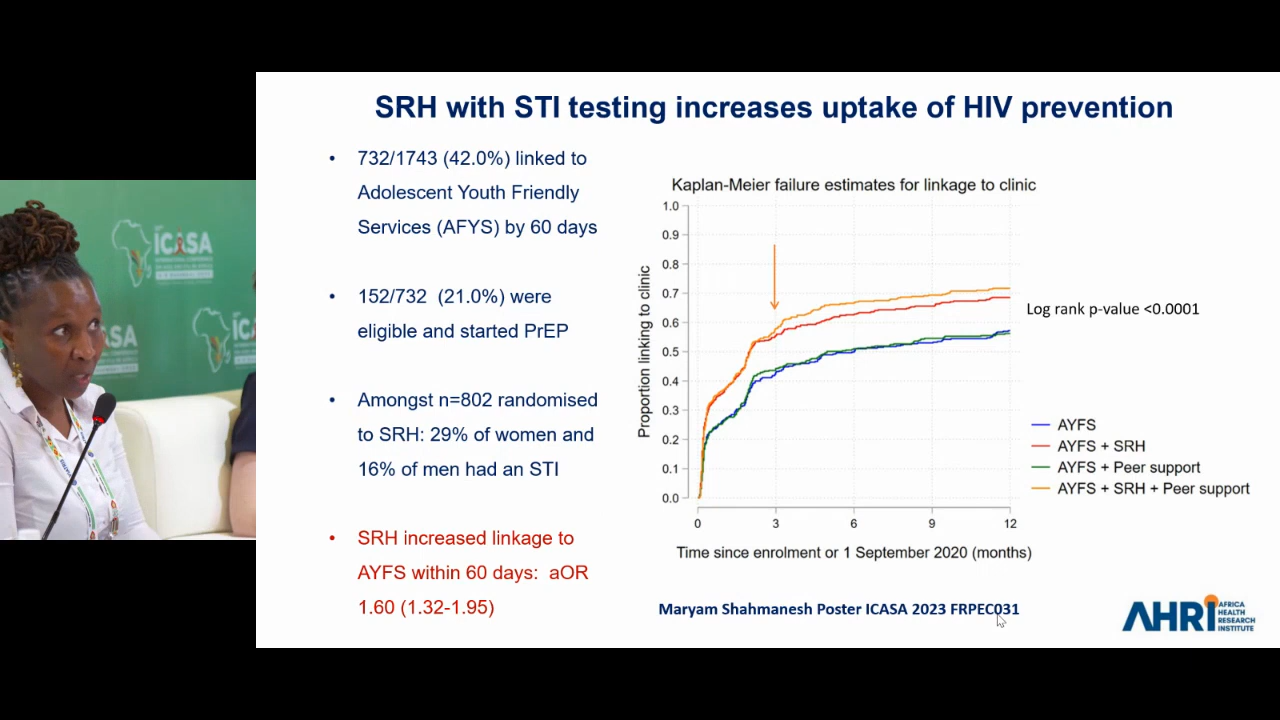 SRH with STI testing increases uptake of HIV prevention
• 732/1743 (42.0%) linked to
Adolescent Youth Friendly
Services (AFYS) by 60 days
• 152/732 (21.0%) were
eligible and started PrEP
• Amongst n=802 randomised
to SRH: 29% of women and
16% of men had an STI
• SRH increased linkage to
AYFS within 60 days: aOR
1.60 (1.32-1.95)
Kaplan-Meier failure estimates for linkage to clinic
Proportion linking to clinic
1.0
0.9
0.8
0.7
0.6
0.5
0.4
0.3
0.2
0.1
0.0
0 3 6 9 12
Time since enrolment or 1 September 2020 (months)
Log rank p-value <0.0001
AYFS
AYFS + SRH
AYFS + Peer support
AYFS + SRH + Peer support
Maryam Shahmanesh Poster ICASA 2023 FRPEC031
AHRI
AFRICA
HEALTH
RESEARCH
INSTITUTE
ICASA